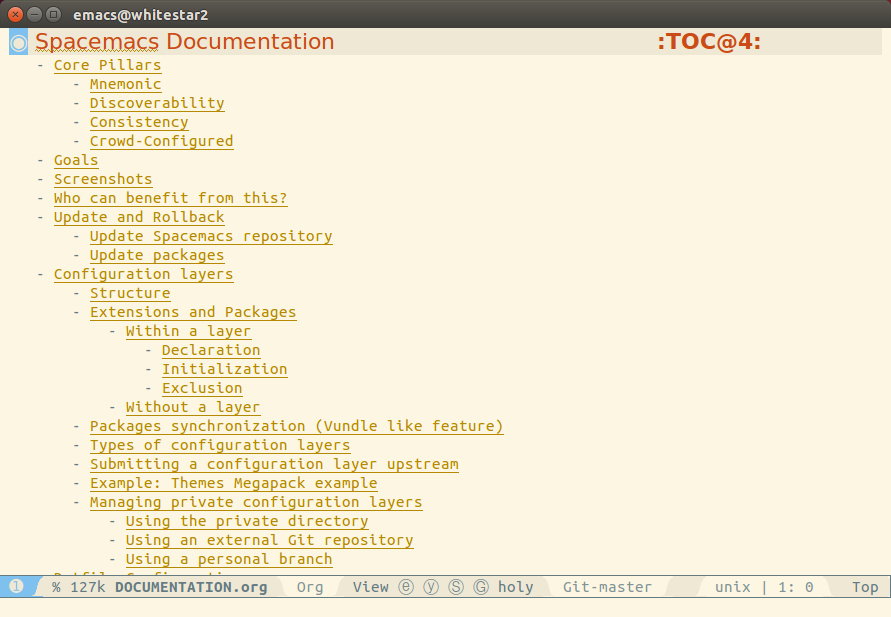 emacs@whitestar2
Spacemacs Documentation :TOC@4:
- Core Pillars
- Mnemonic
- Discoverability
- Consistency
- Crowd-Configured
- Goals
- Screenshots
- Who can benefit from this?
- Update and Rollback
- Update Spacemacs repository
- Update packages
- Configuration layers
- Structure
- Extensions and Packages
- Within a layer
- Declaration
- Initialization
- Exclusion
- Without a layer
- Packages synchronization (Vundle like feature)
- Types of configuration layers
- Submitting a configuration layer upstream
- Example: Themes Megapack example
- Managing private configuration layers
- Using the private directory
- Using an external Git repository
- Using a personal branch
① % 127k DOCUMENTATION.org Org View ⓔ ⓨ Ⓢ Ⓖ holy Git-master unix | 1: 0 Top